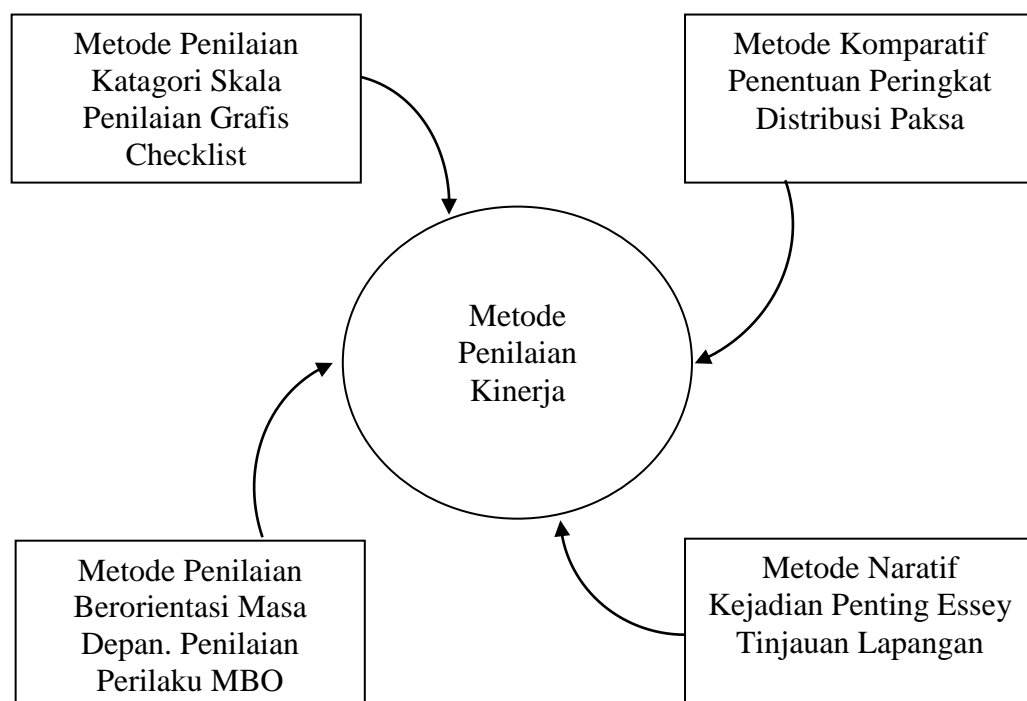 Metode Penilaian
Katagori Skala
Penilaian Grafis
Checklist
Metode Komparatif
Penentuan Peringkat
Distribusi Paksa
Metode
Penilaian
Kinerja
Metode Penilaian
Berorientasi Masa
Depan. Penilaian
Perilaku MBO
Metode Naratif
Kejadian Penting Essey
Tinjauan Lapangan